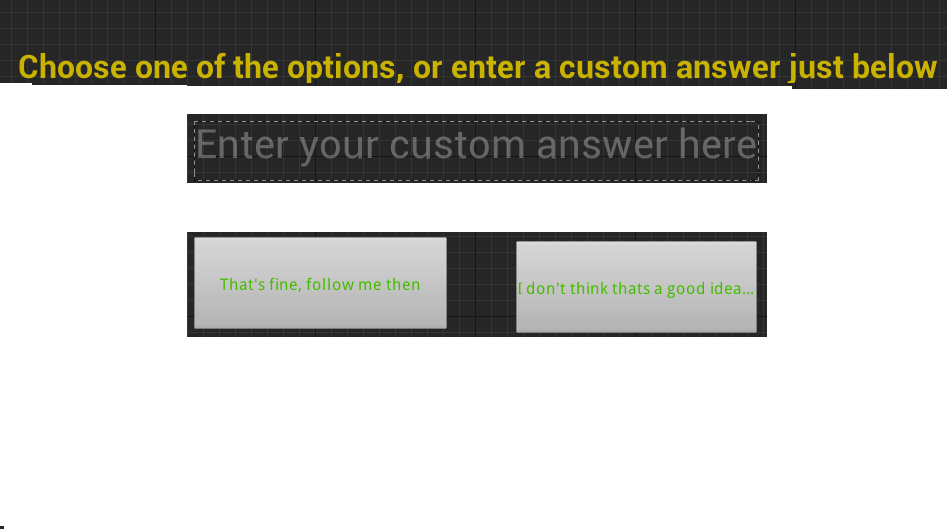 Choose one of the options, or enter a custom answer just below
Enter your custom answer here
That's fine, follow me then
I don't think thats a good idea...